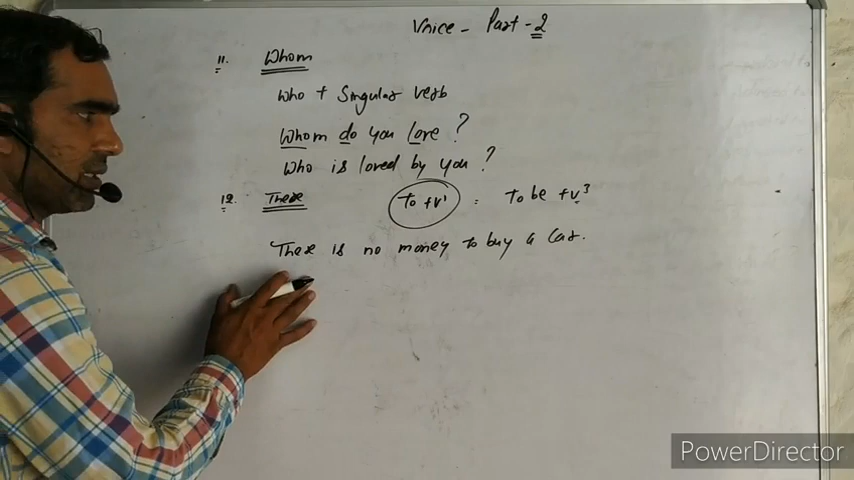 Voice - Part - 2
11. Whom
Who + Singular verb
Whom do you love ?
Who is loved by you ?
12. There to + v¹ = to be + v³
There is no money to buy a car.
PowerDirector